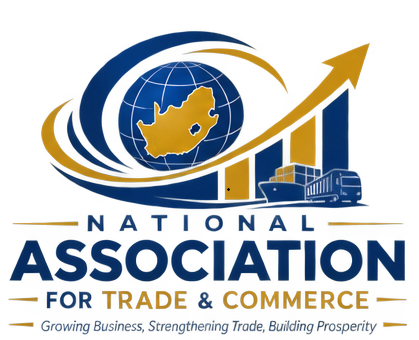 NATIONAL
ASSOCIATION
FOR TRADE & COMMERCE
Growing Business, Strengthening Trade, Building Prosperity